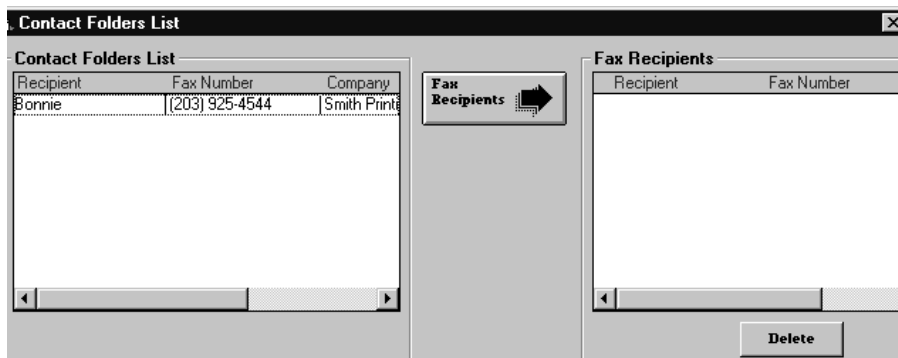 Contact Folders List
Contact Folders List
Recipient Fax Number Company
Bonnie (203) 925-4544 Smith Printi
Fax
Recipients
Fax Recipients
Recipient Fax Number
Delete